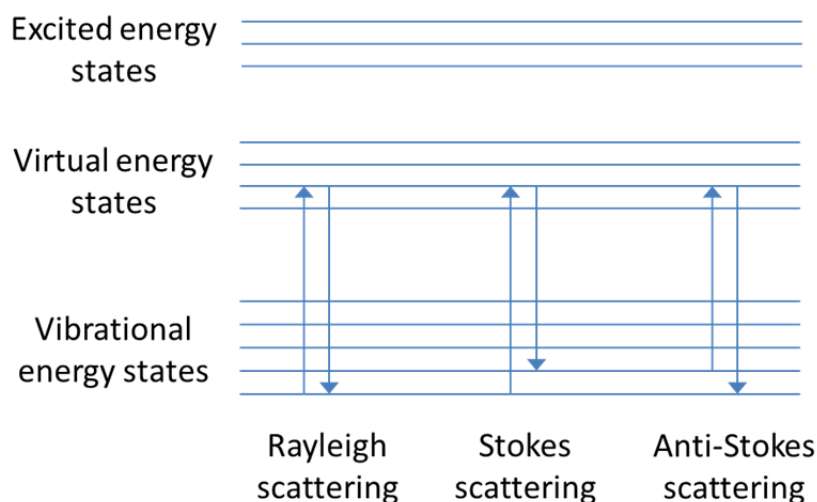 Excited energy
states
Virtual energy
states
Vibrational
energy states
Rayleigh
scattering
Stokes
scattering
Anti-Stokes
scattering